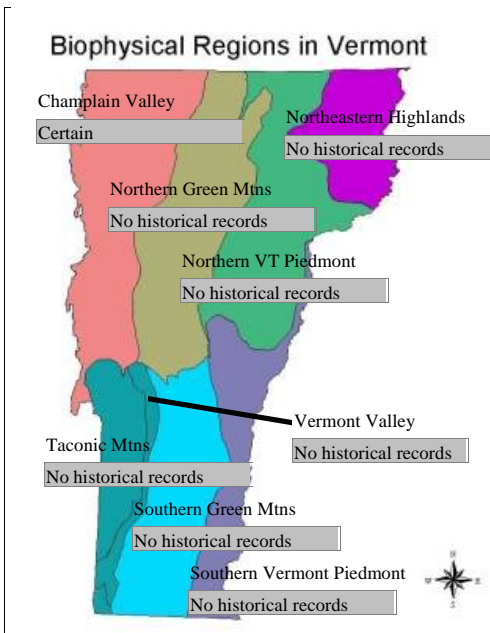 Biophysical Regions in Vermont
Champlain Valley
Certain
Northeastern Highlands
No historical records
Northern Green Mtns
No historical records
Northern VT Piedmont
No historical records
Vermont Valley
No historical records
Taconic Mtns
No historical records
Southern Green Mtns
No historical records
Southern Vermont Piedmont
No historical records
N
W
E
S